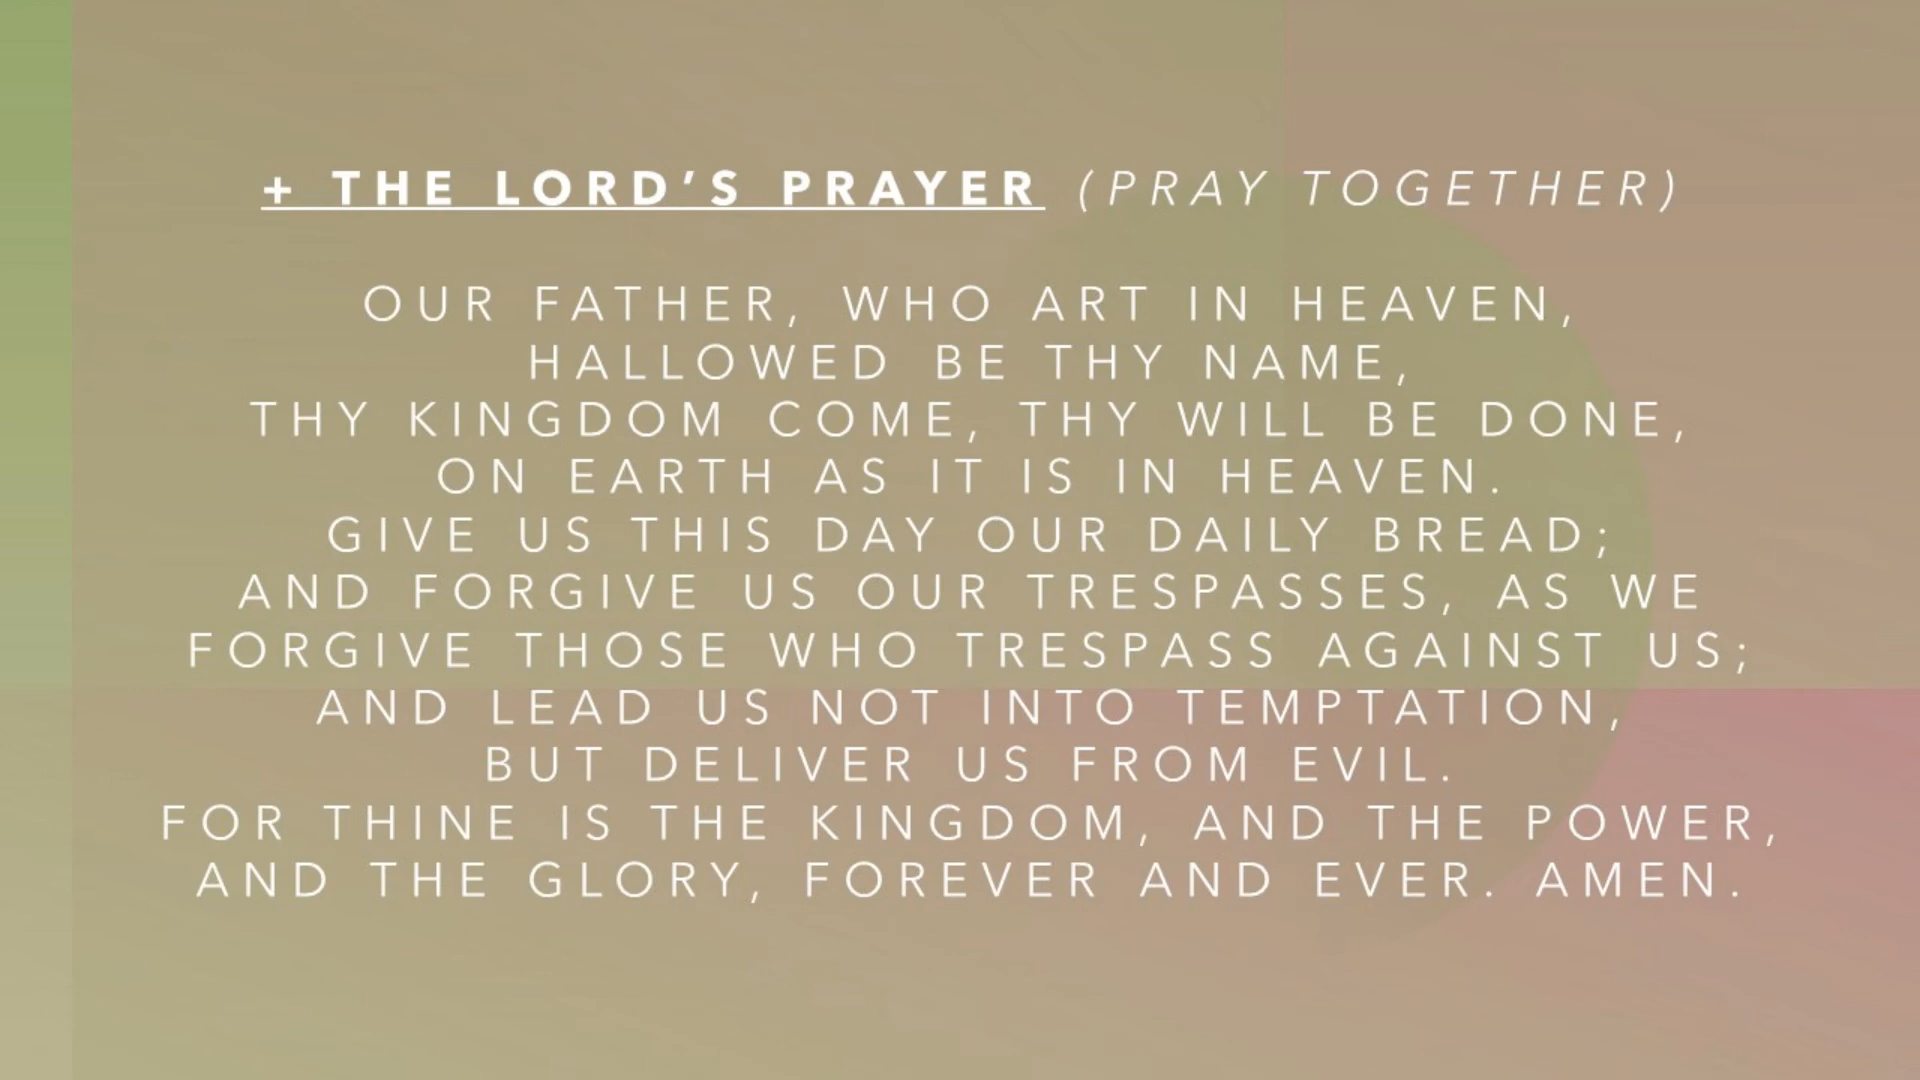 + THE LORD’S PRAYER (PRAY TOGETHER)
OUR FATHER, WHO ART IN HEAVEN,
HALLOWED BE THY NAME,
THY KINGDOM COME, THY WILL BE DONE,
ON EARTH AS IT IS IN HEAVEN.
GIVE US THIS DAY OUR DAILY BREAD;
AND FORGIVE US OUR TRESPASSES, AS WE
FORGIVE THOSE WHO TRESPASS AGAINST US;
AND LEAD US NOT INTO TEMPTATION,
BUT DELIVER US FROM EVIL.
FOR THINE IS THE KINGDOM, AND THE POWER,
AND THE GLORY, FOREVER AND EVER. AMEN.